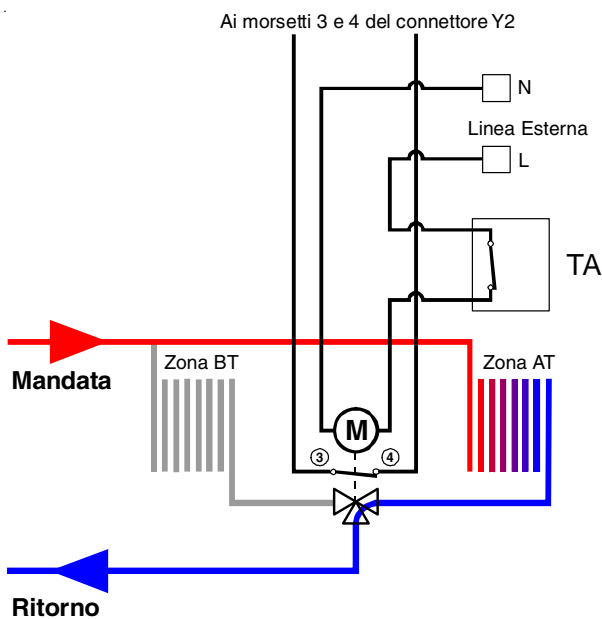 Ai morsetti 3 e 4 del connettore Y2
N
Linea Esterna
L
TA
Zona BT
Zona AT
Mandata
M
3
4
Ritorno